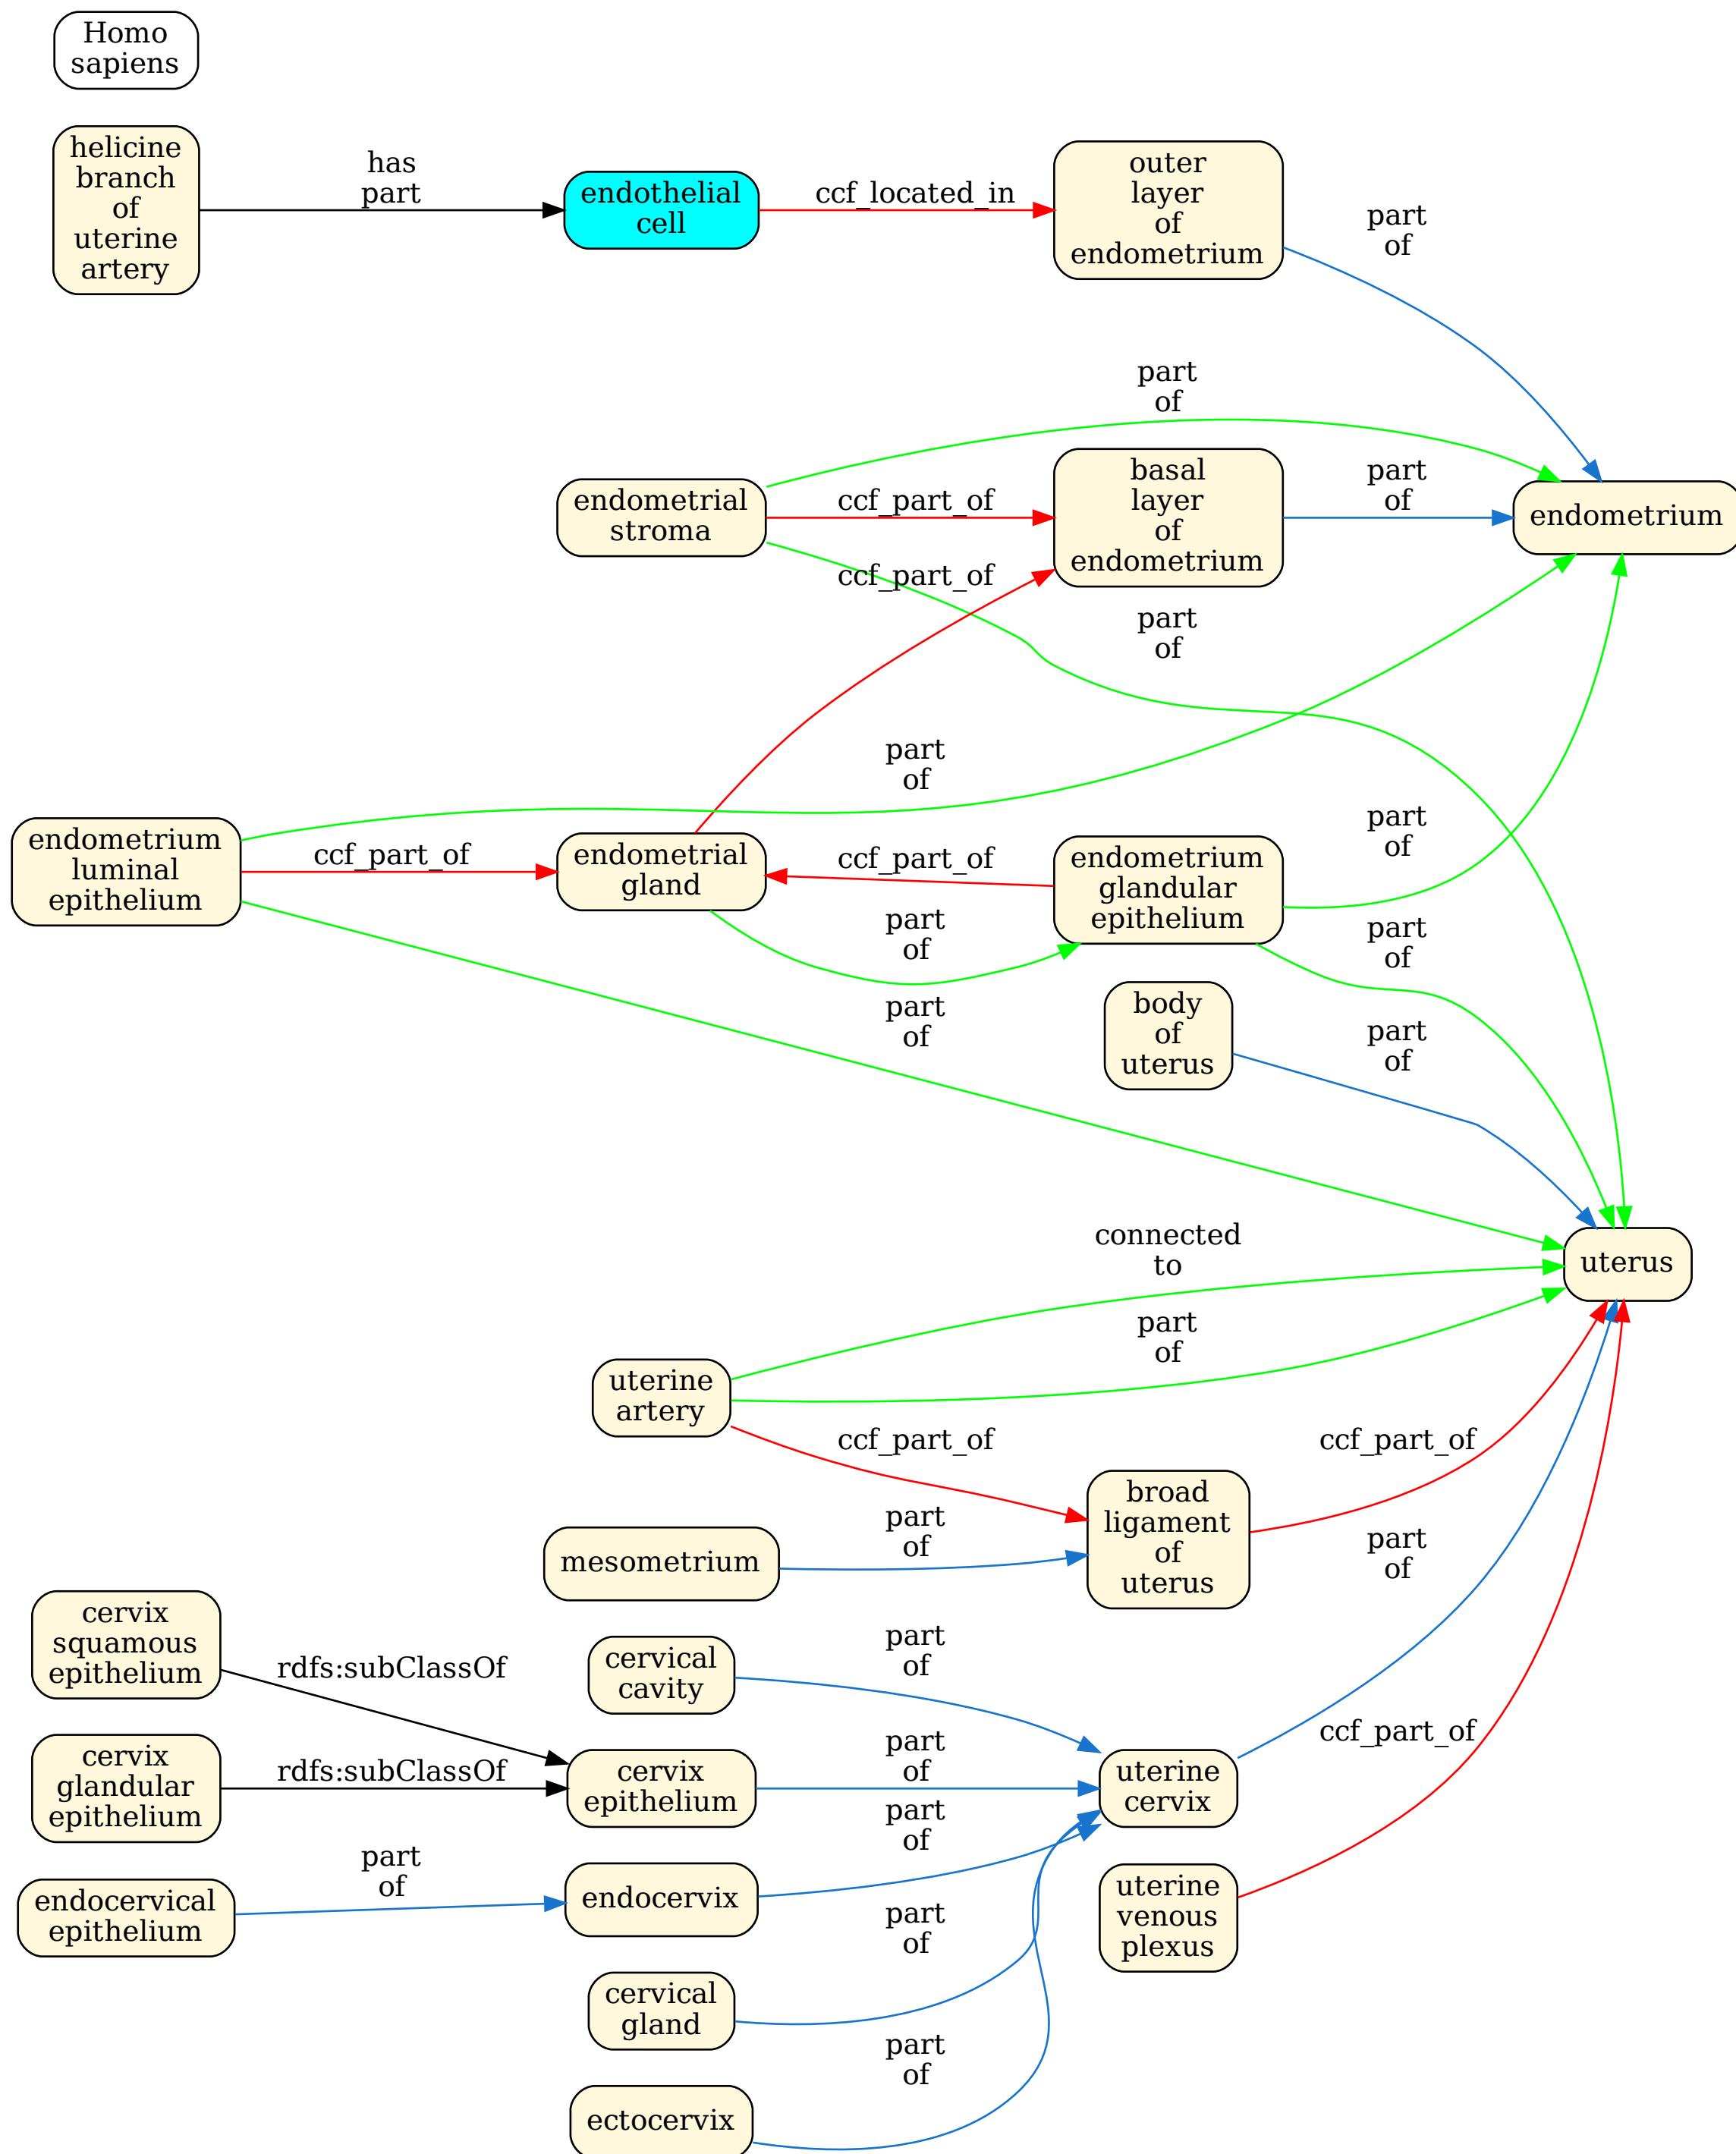 Homo
sapiens
helicine
branch
of
uterine
artery
has
part
endothelial
cell
ccf_located_in
outer
layer
of
endometrium
part
of
part
of
endometrial
stroma
ccf_part_of
basal
layer
of
endometrium
part
of
endometrium
ccf_part_of
part
of
part
of
endometrium
luminal
epithelium
ccf_part_of
endometrial
gland
ccf_part_of
endometrium
glandular
epithelium
part
of
part
of
part
of
part
of
body
of
uterus
part
of
connected
to
uterus
part
of
uterine
artery
ccf_part_of
ccf_part_of
broad
ligament
of
uterus
part
of
mesometrium
part
of
cervix
squamous
epithelium
rdfs:subClassOf
cervical
cavity
part
of
ccf_part_of
cervix
glandular
epithelium
rdfs:subClassOf
cervix
epithelium
part
of
uterine
cervix
part
of
endocervical
epithelium
part
of
endocervix
uterine
venous
plexus
part
of
cervical
gland
part
of
ectocervix